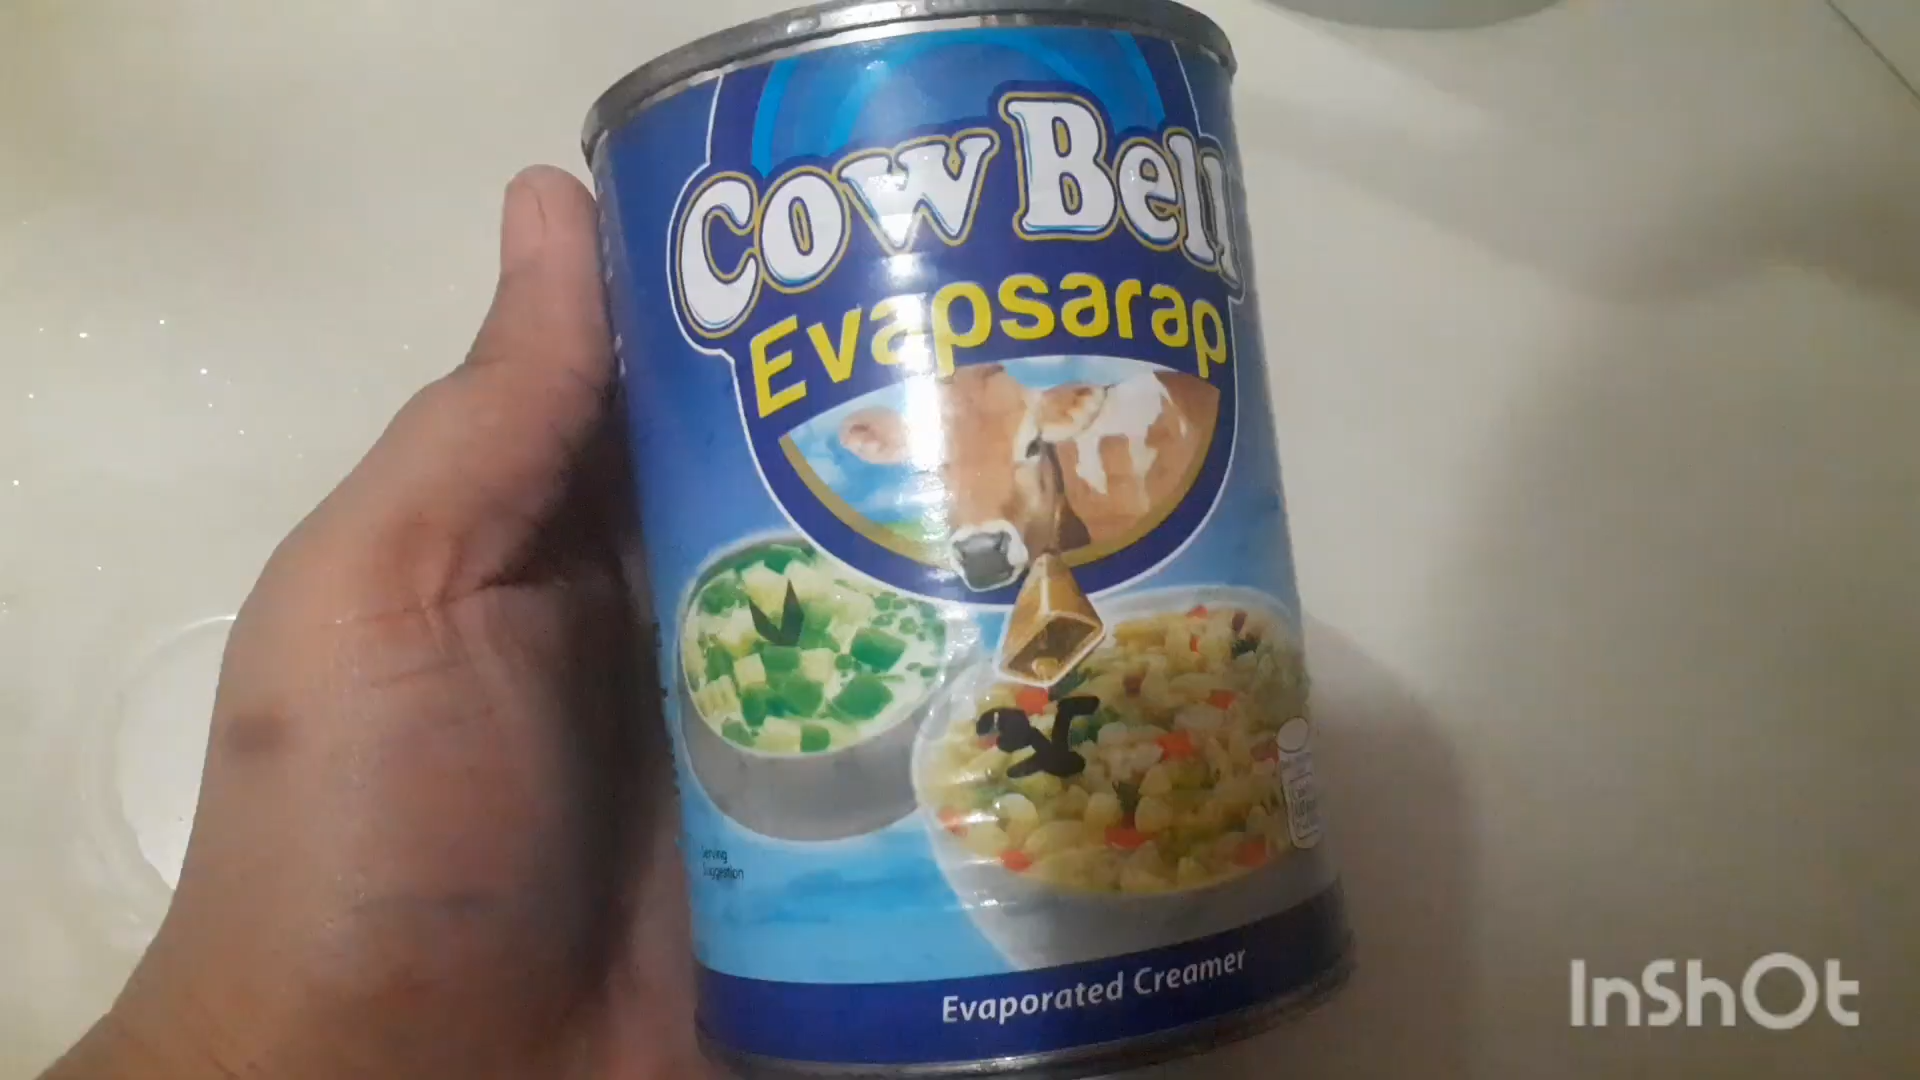 Cow Bell
Evapsarap
Serving
Suggestion
Evaporated Creamer
InShOt